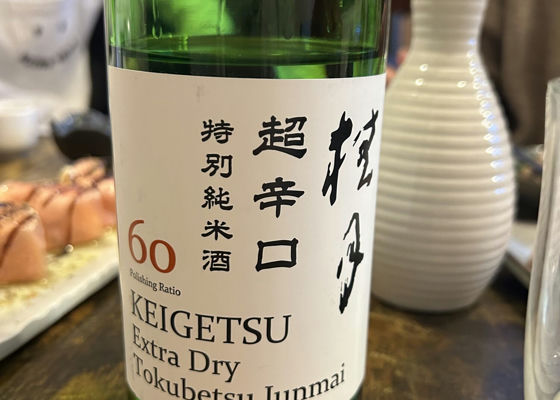 桂月
超辛口
特別純米酒
60
Polishing Ratio
KEIGETSU
Extra Dry
Tokubetsu Junmai